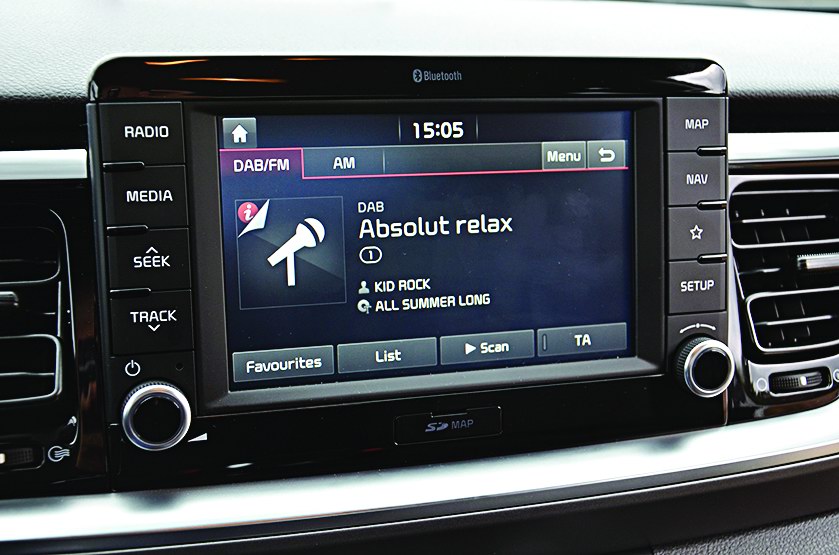 Bluetooth
RADIO
MEDIA
SEEK
TRACK
15:05
DAB/FM
AM
Menu
i
DAB
Absolut relax
1
KID ROCK
ALL SUMMER LONG
Favourites
List
Scan
TA
MAP
NAV
SETUP
SD MAP